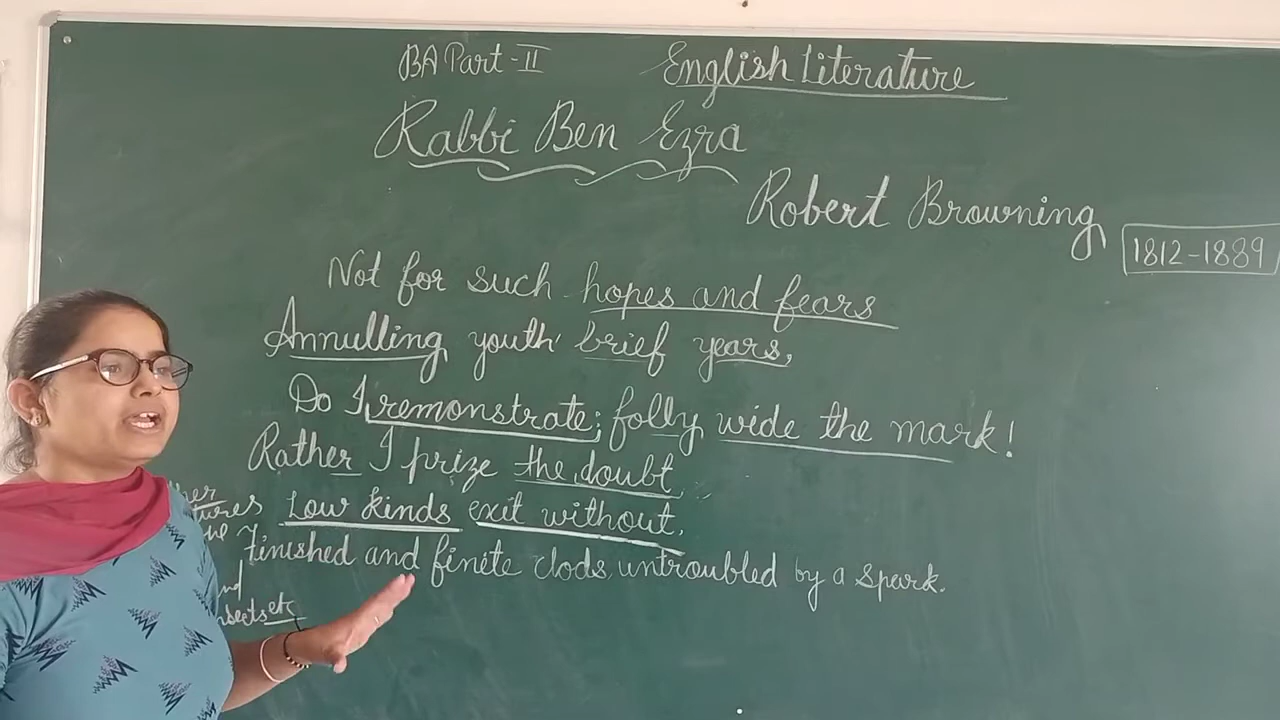 BA Part-II
English Literature
Rabbi Ben Ezra
Robert Browning
1812-1889
Not for such hopes and fears
Annulling youth' brief years,
Do I remonstrate; folly wide the mark!
Rather I prize the doubt
Low kinds exit without,
Finished and finite clods, untroubled by a spark.
etc